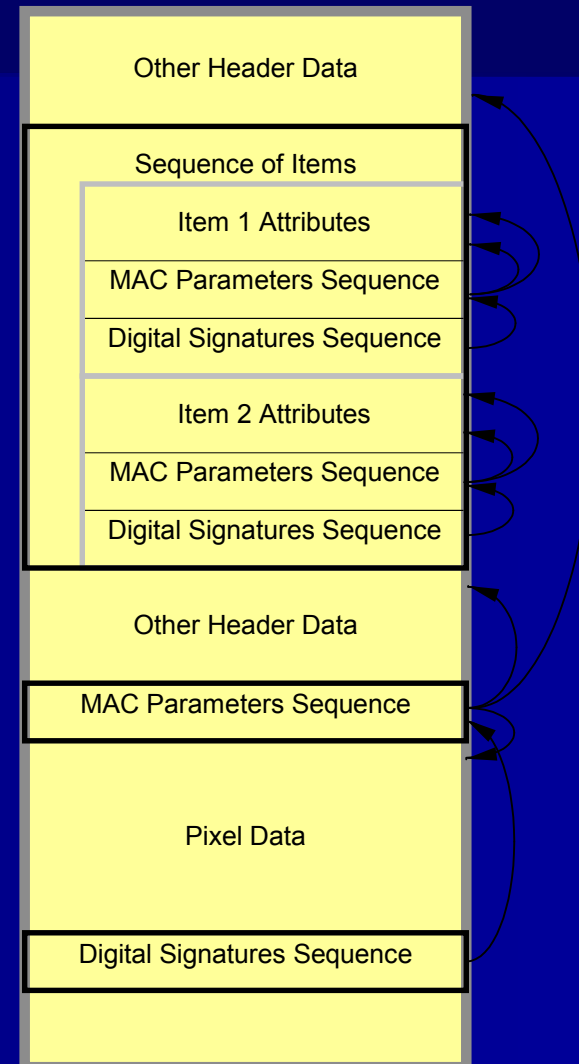 Other Header Data
Sequence of Items
Item 1 Attributes
MAC Parameters Sequence
Digital Signatures Sequence
Item 2 Attributes
MAC Parameters Sequence
Digital Signatures Sequence
Other Header Data
MAC Parameters Sequence
Pixel Data
Digital Signatures Sequence